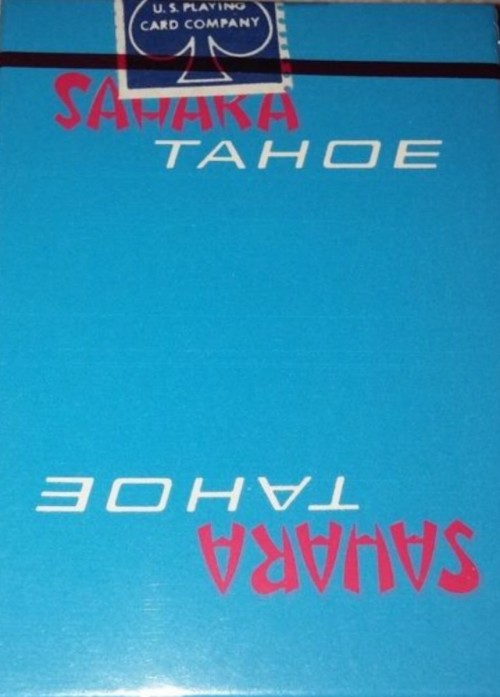 U.S. PLAYING
CARD COMPANY
SAHARA
TAHOE
TAHOE
SAHARA